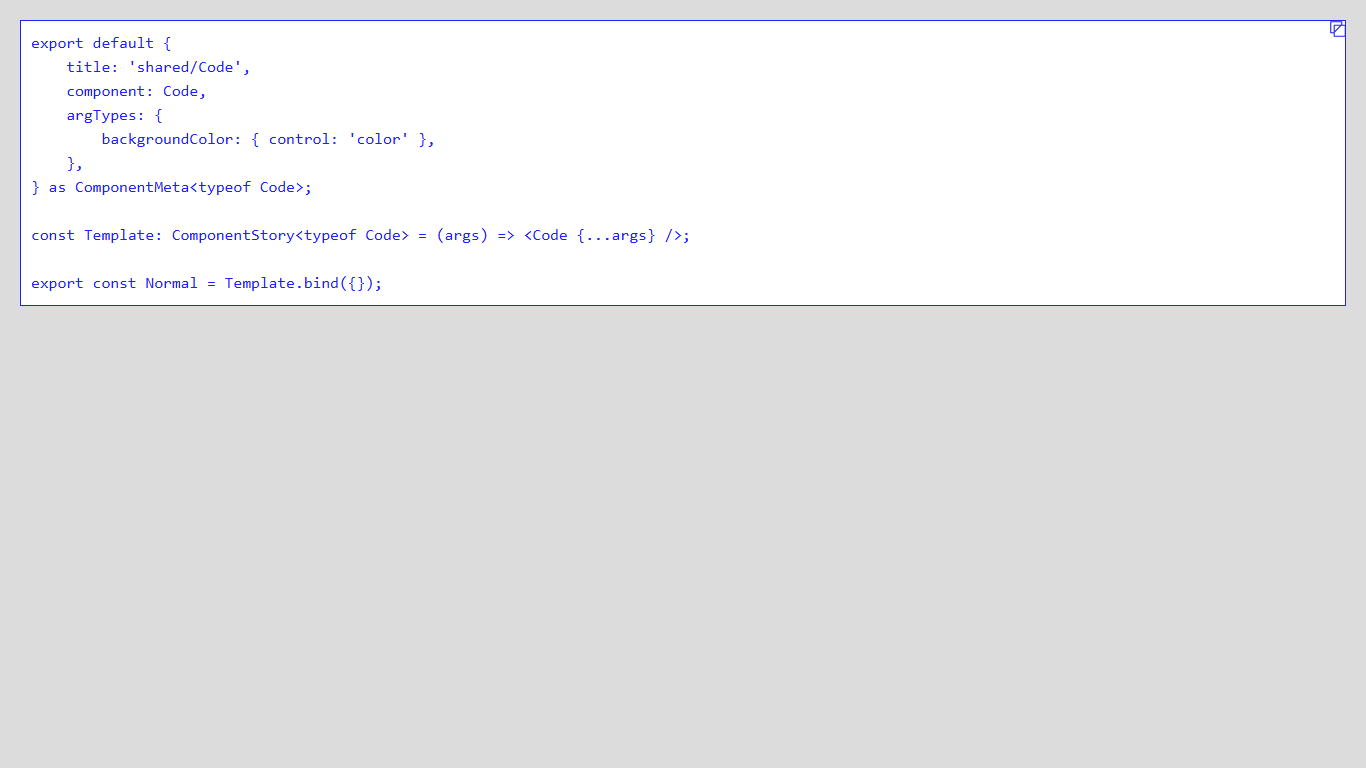 export default {
    title: 'shared/Code',
    component: Code,
    argTypes: {
        backgroundColor: { control: 'color' },
    },
} as ComponentMeta<typeof Code>;

const Template: ComponentStory<typeof Code> = (args) => <Code {...args} />;

export const Normal = Template.bind({});